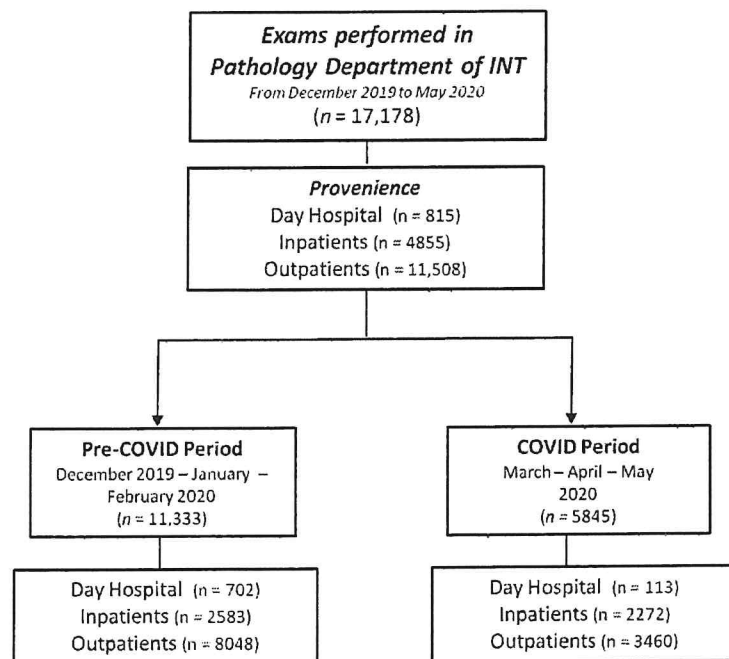 Exams performed in
Pathology Department of INT
From December 2019 to May 2020
(n = 17,178)
Provenience
Day Hospital (n = 815)
Inpatients (n = 4855)
Outpatients (n = 11,508)
Pre-COVID Period
December 2019 – January –
February 2020
(n = 11,333)
COVID Period
March – April – May
2020
(n = 5845)
Day Hospital (n = 702)
Inpatients (n = 2583)
Outpatients (n = 8048)
Day Hospital (n = 113)
Inpatients (n = 2272)
Outpatients (n = 3460)